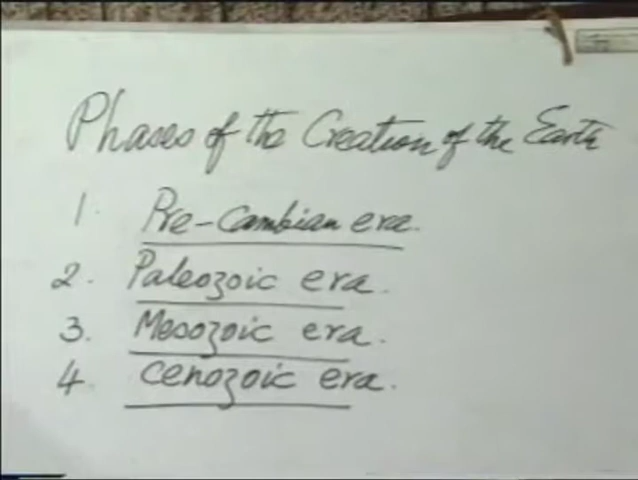 Phases of the Creation of the Earth
1. Pre-Cambian era.
2. Paleozoic era.
3. Mesozoic era.
4. Cenozoic era.